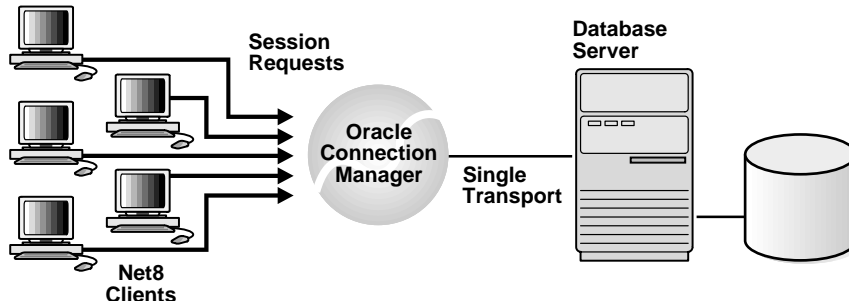 Session
Requests
Database
Server
Oracle
Connection
Manager
Single
Transport
Net8
Clients